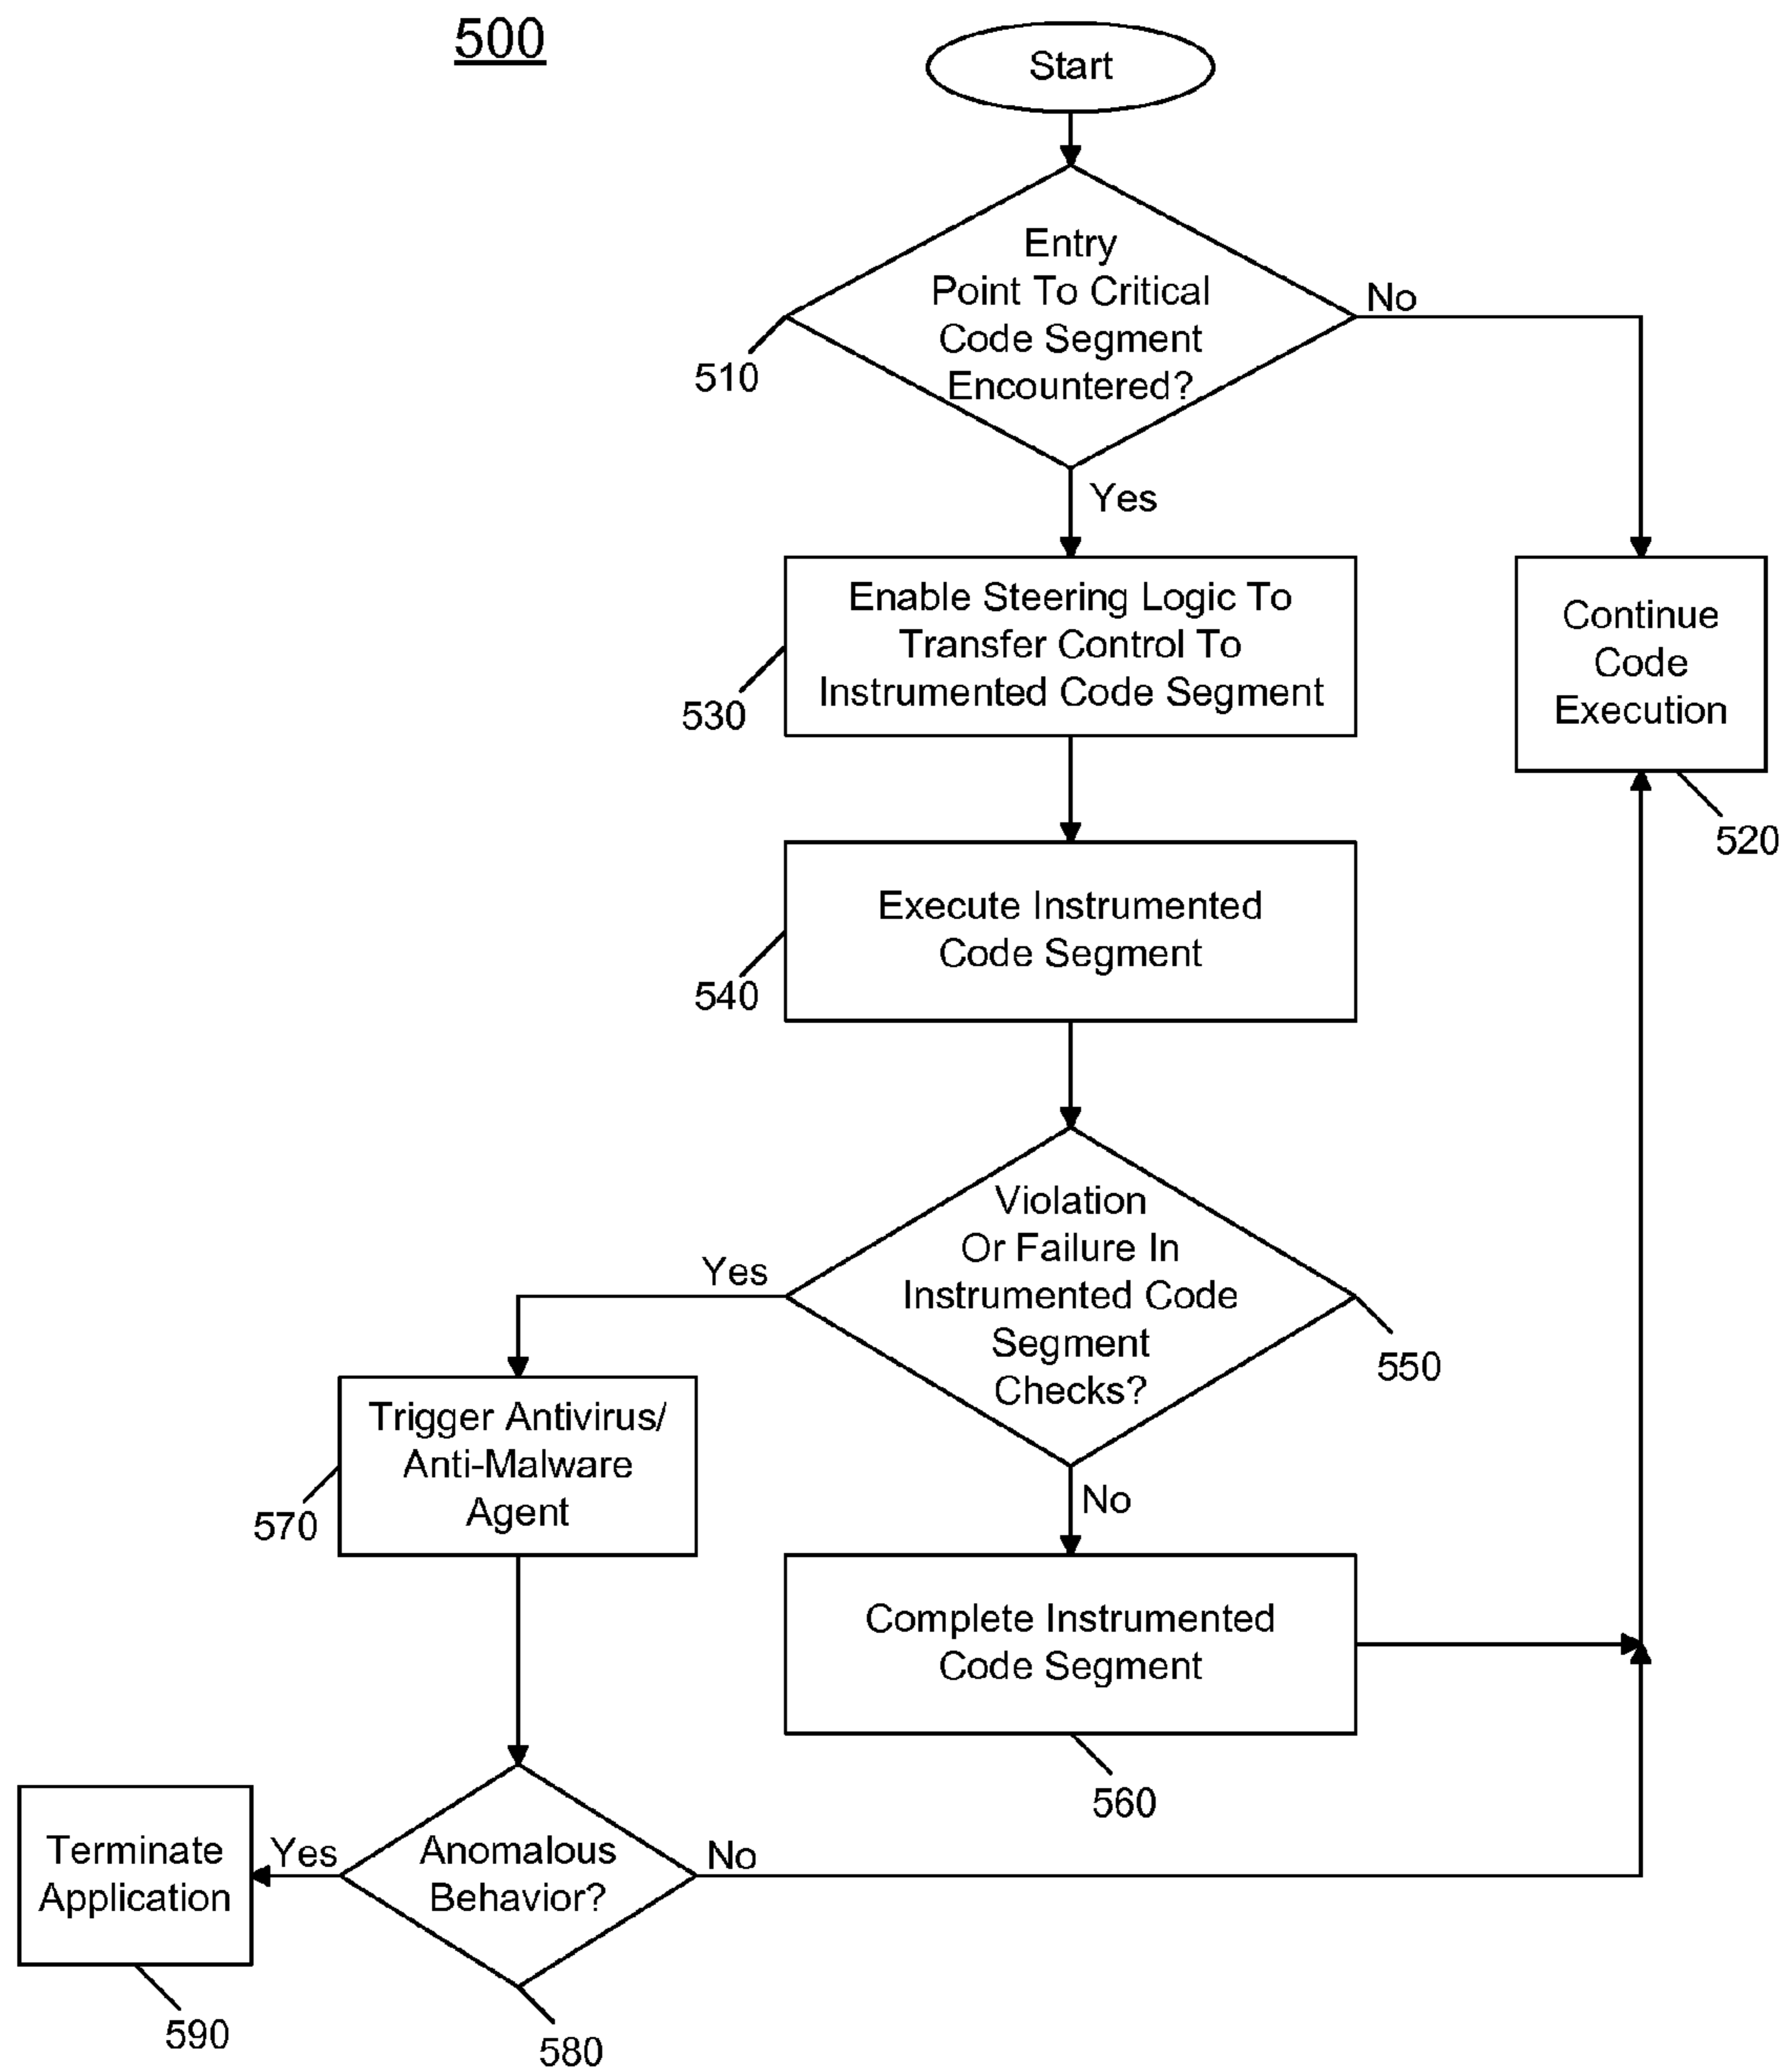 500
Start
Entry
Point To Critical
Code Segment
Encountered?
No
510
Yes
Enable Steering Logic To
Transfer Control To
Instrumented Code Segment
530
Continue
Code
Execution
520
Execute Instrumented
Code Segment
540
Violation
Or Failure In
Instrumented Code
Segment
Checks?
Yes
550
No
Trigger Antivirus/
Anti-Malware
Agent
570
Complete Instrumented
Code Segment
560
Terminate
Application
Yes
Anomalous
Behavior?
No
590
580